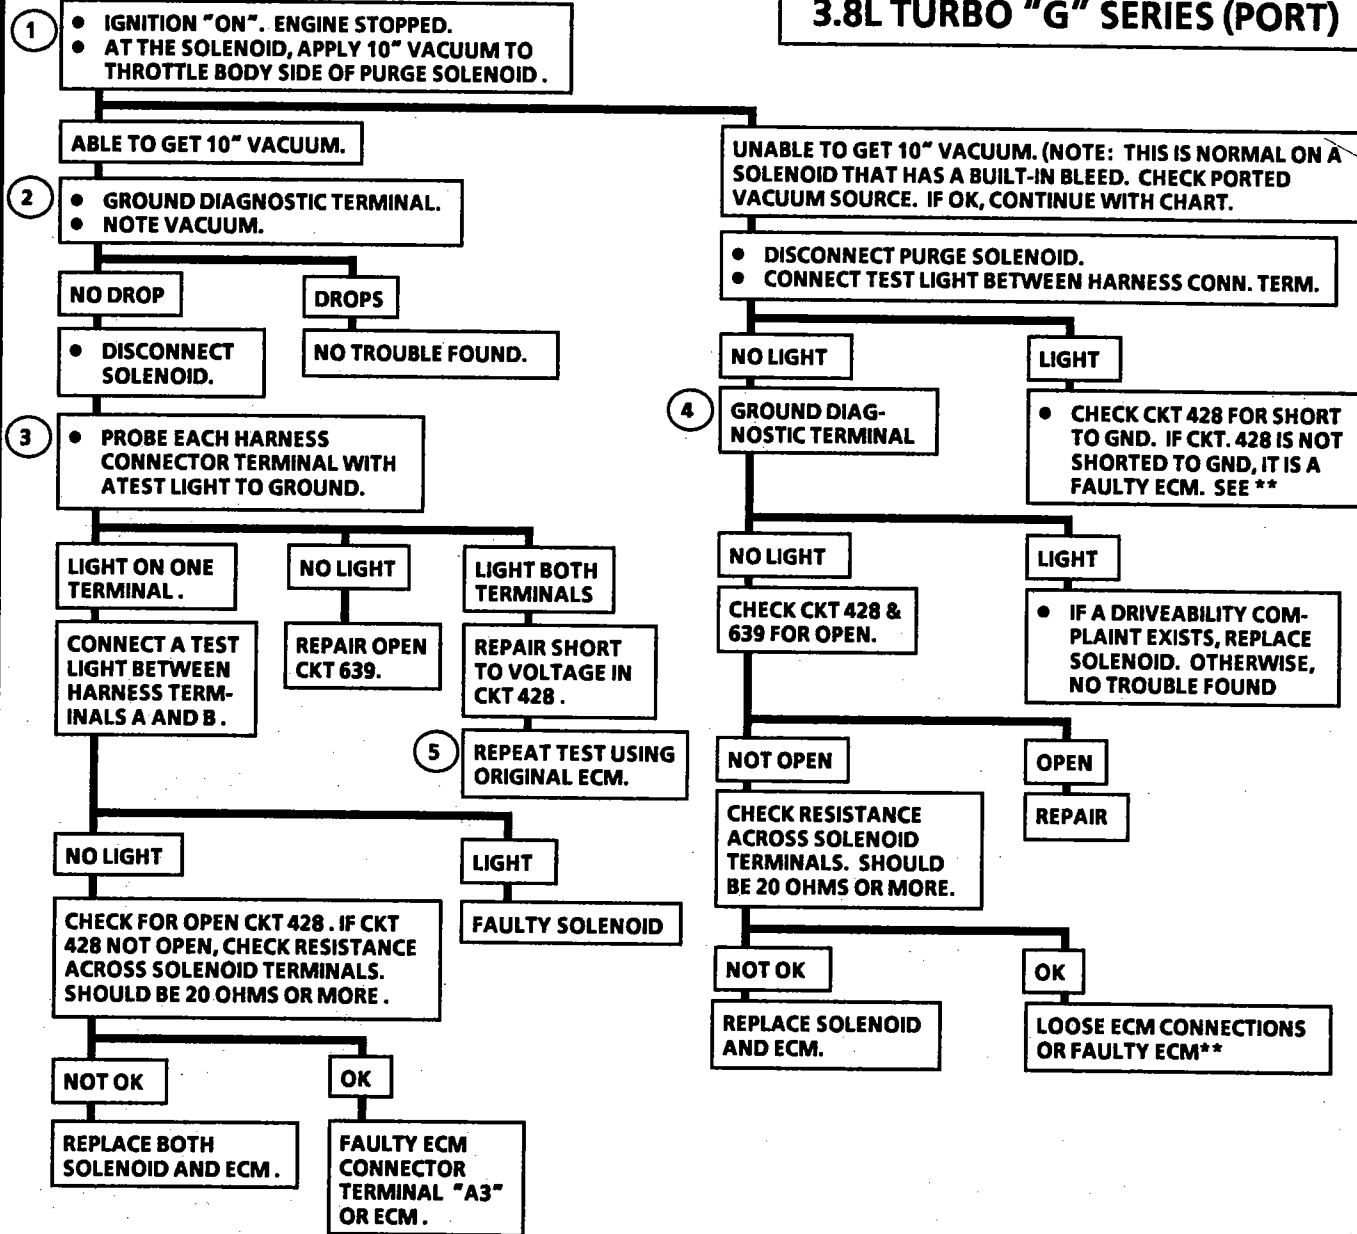 3.8L TURBO "G" SERIES (PORT)
1
● IGNITION "ON". ENGINE STOPPED.
● AT THE SOLENOID, APPLY 10" VACUUM TO
THROTTLE BODY SIDE OF PURGE SOLENOID.
ABLE TO GET 10" VACUUM.
2
● GROUND DIAGNOSTIC TERMINAL.
● NOTE VACUUM.
NO DROP
DROPS
● DISCONNECT
SOLENOID.
NO TROUBLE FOUND.
3
● PROBE EACH HARNESS
CONNECTOR TERMINAL WITH
ATEST LIGHT TO GROUND.
LIGHT ON ONE
TERMINAL.
NO LIGHT
LIGHT BOTH
TERMINALS
CONNECT A TEST
LIGHT BETWEEN
HARNESS TERM-
INALS A AND B.
REPAIR OPEN
CKT 639.
REPAIR SHORT
TO VOLTAGE IN
CKT 428.
5
REPEAT TEST USING
ORIGINAL ECM.
NO LIGHT
LIGHT
CHECK FOR OPEN CKT 428. IF CKT
428 NOT OPEN, CHECK RESISTANCE
ACROSS SOLENOID TERMINALS.
SHOULD BE 20 OHMS OR MORE.
FAULTY SOLENOID
NOT OK
OK
REPLACE BOTH
SOLENOID AND ECM.
FAULTY ECM
CONNECTOR
TERMINAL "A3"
OR ECM.
UNABLE TO GET 10" VACUUM. (NOTE: THIS IS NORMAL ON A
SOLENOID THAT HAS A BUILT-IN BLEED. CHECK PORTED
VACUUM SOURCE. IF OK, CONTINUE WITH CHART.
● DISCONNECT PURGE SOLENOID.
● CONNECT TEST LIGHT BETWEEN HARNESS CONN. TERM.
NO LIGHT
LIGHT
4
GROUND DIAG-
NOSTIC TERMINAL
● CHECK CKT 428 FOR SHORT
TO GND. IF CKT. 428 IS NOT
SHORTED TO GND, IT IS A
FAULTY ECM. SEE **
NO LIGHT
LIGHT
CHECK CKT 428 &
639 FOR OPEN.
● IF A DRIVEABILITY COM-
PLAINT EXISTS, REPLACE
SOLENOID. OTHERWISE,
NO TROUBLE FOUND
NOT OPEN
OPEN
CHECK RESISTANCE
ACROSS SOLENOID
TERMINALS. SHOULD
BE 20 OHMS OR MORE.
REPAIR
NOT OK
OK
REPLACE SOLENOID
AND ECM.
LOOSE ECM CONNECTIONS
OR FAULTY ECM**